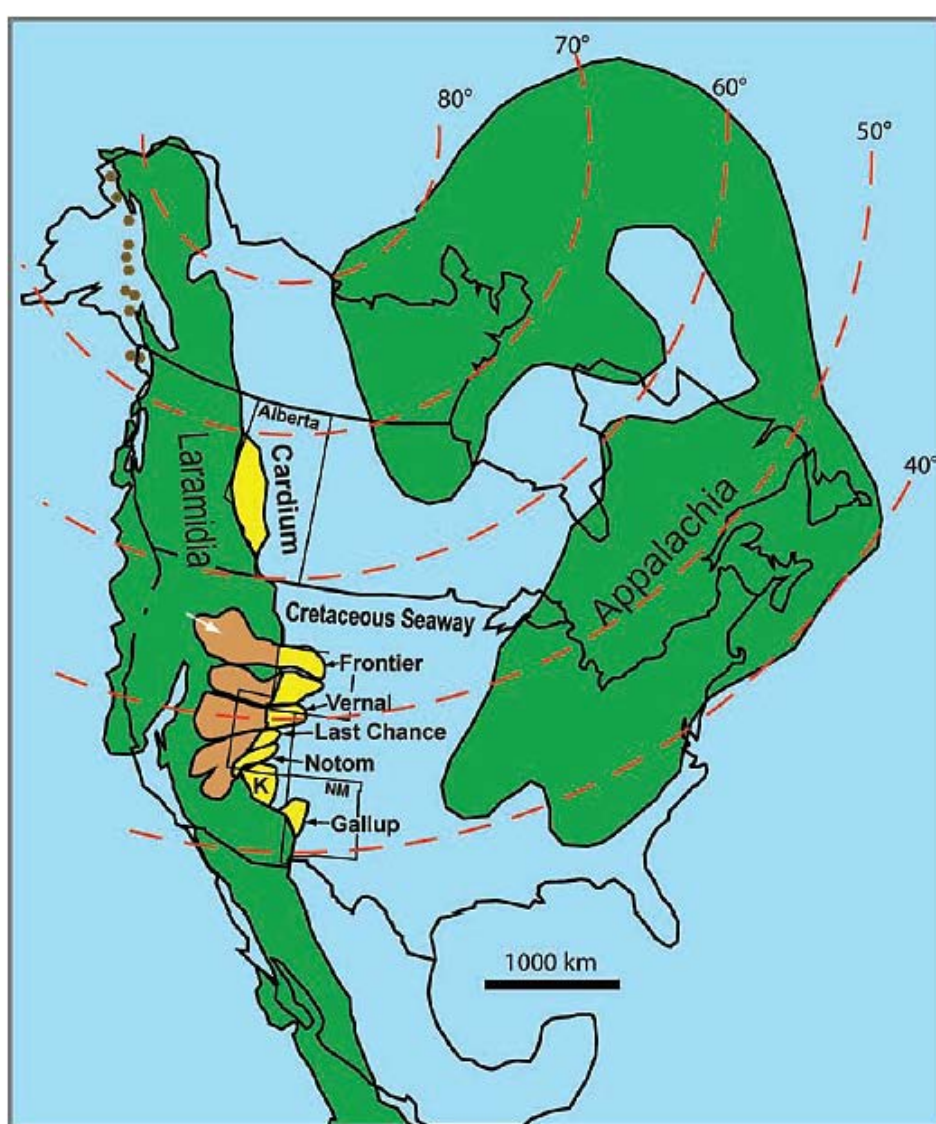 70°
80°
60°
50°
Alberta
Laramidia
Cardium
40°
Appalachia
Cretaceous Seaway
Frontier
Vernal
Last Chance
Notom
K
NM
Gallup
1000 km